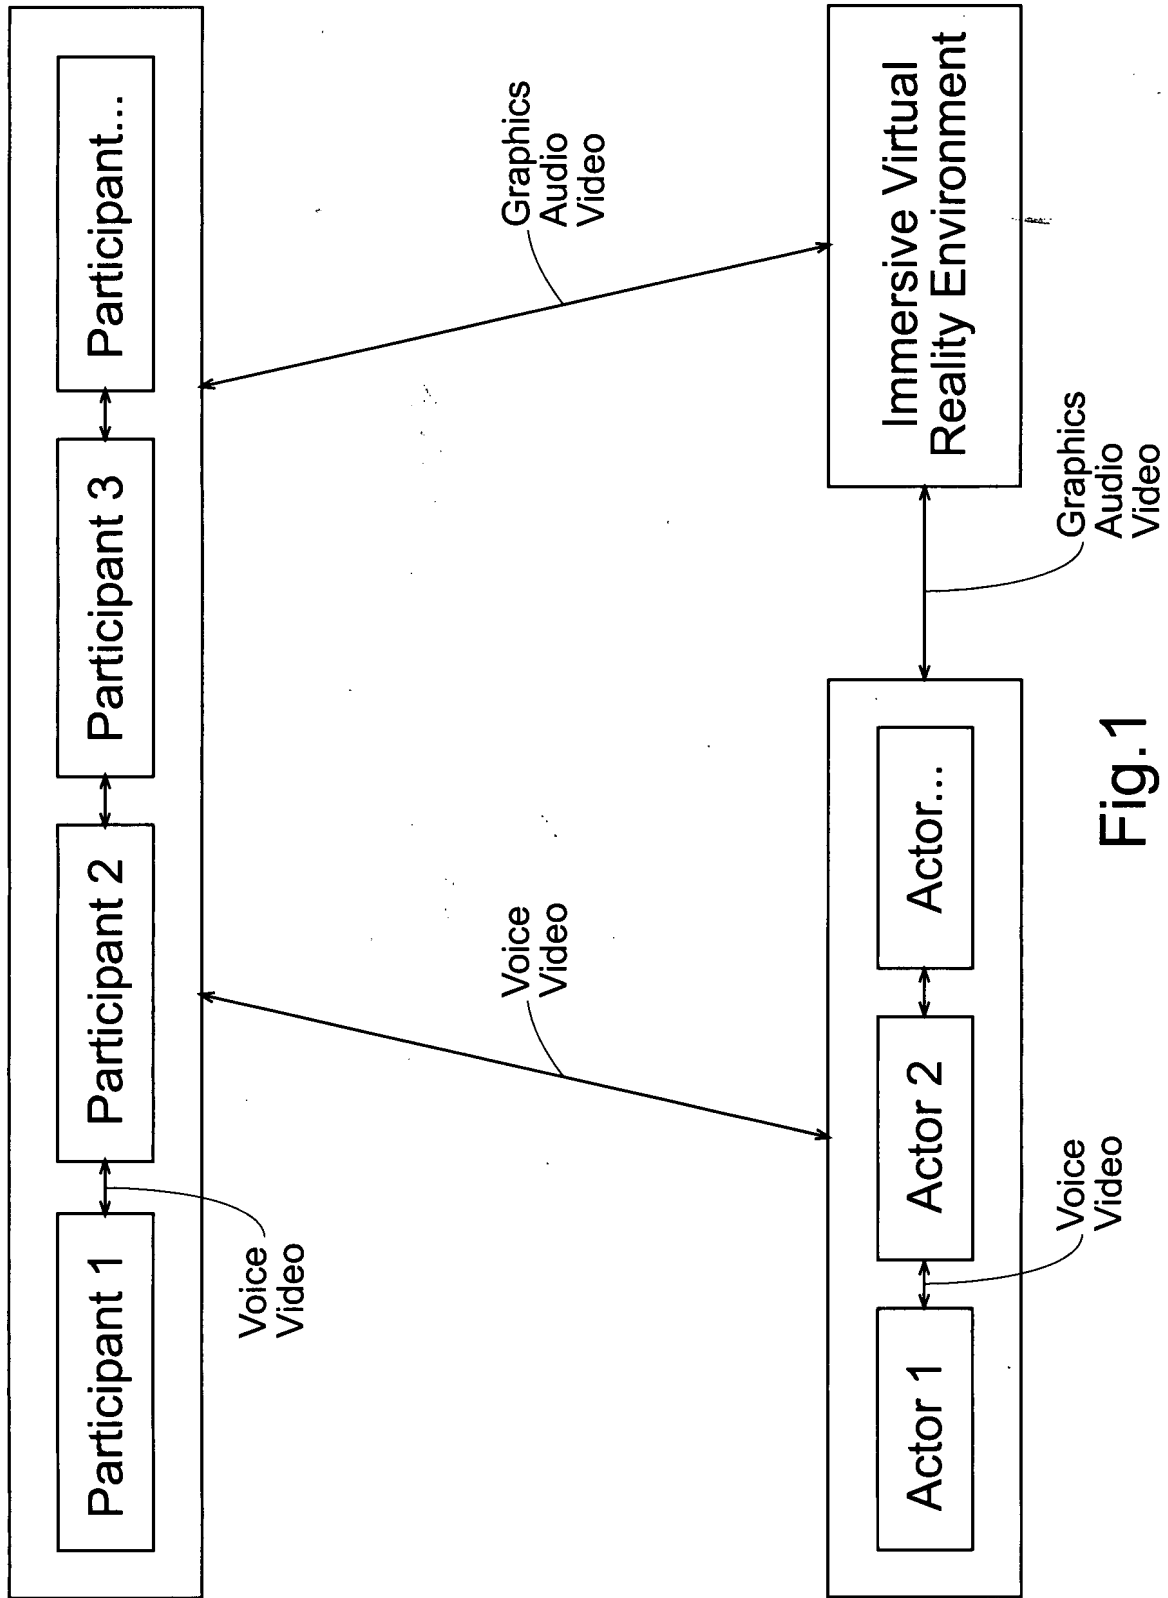 Participant 1
Participant 2
Participant 3
Participant...
Voice
Video
Voice
Video
Graphics
Audio
Video
Actor 1
Actor 2
Actor...
Immersive Virtual
Reality Environment
Voice
Video
Graphics
Audio
Video
Fig.1